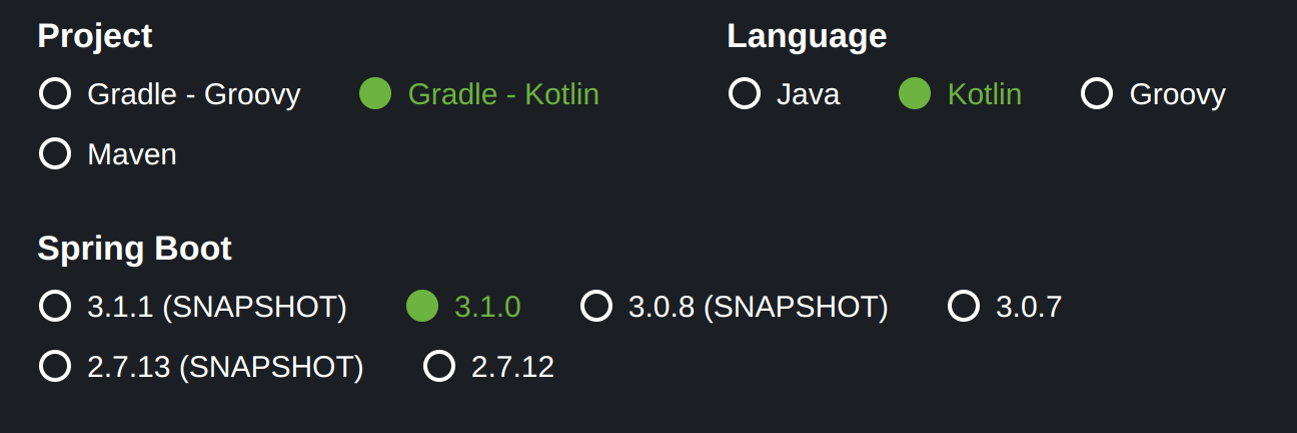 Project
Gradle - Groovy Gradle - Kotlin
Maven
Language
Java Kotlin Groovy
Spring Boot
3.1.1 (SNAPSHOT) 3.1.0 3.0.8 (SNAPSHOT) 3.0.7
2.7.13 (SNAPSHOT) 2.7.12